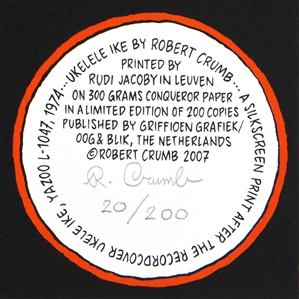 UKELELE IKE BY ROBERT CRUMB... A SILKSCREEN PRINT AFTER THE RECORDCOVER UKELE IKE, YAZOO L-1047, 1974...
PRINTED BY
RUDI JACOBY IN LEUVEN
ON 300 GRAMS CONQUEROR PAPER
IN A LIMITED EDITION OF 200 COPIES
PUBLISHED BY GRIFFIOEN GRAFIEK/
OOG & BLIK, THE NETHERLANDS
©ROBERT CRUMB 2007
R. Crumb
20/200